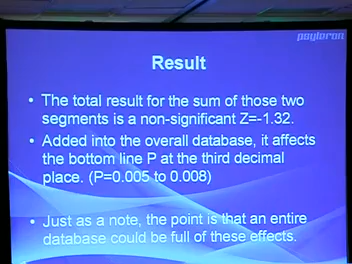 psyleron
Result
• The total result for the sum of those two
segments is a non-significant Z=-1.32.
• Added into the overall database, it affects
the bottom line P at the third decimal
place. (P=0.005 to 0.008)
• Just as a note, the point is that an entire
database could be full of these effects.